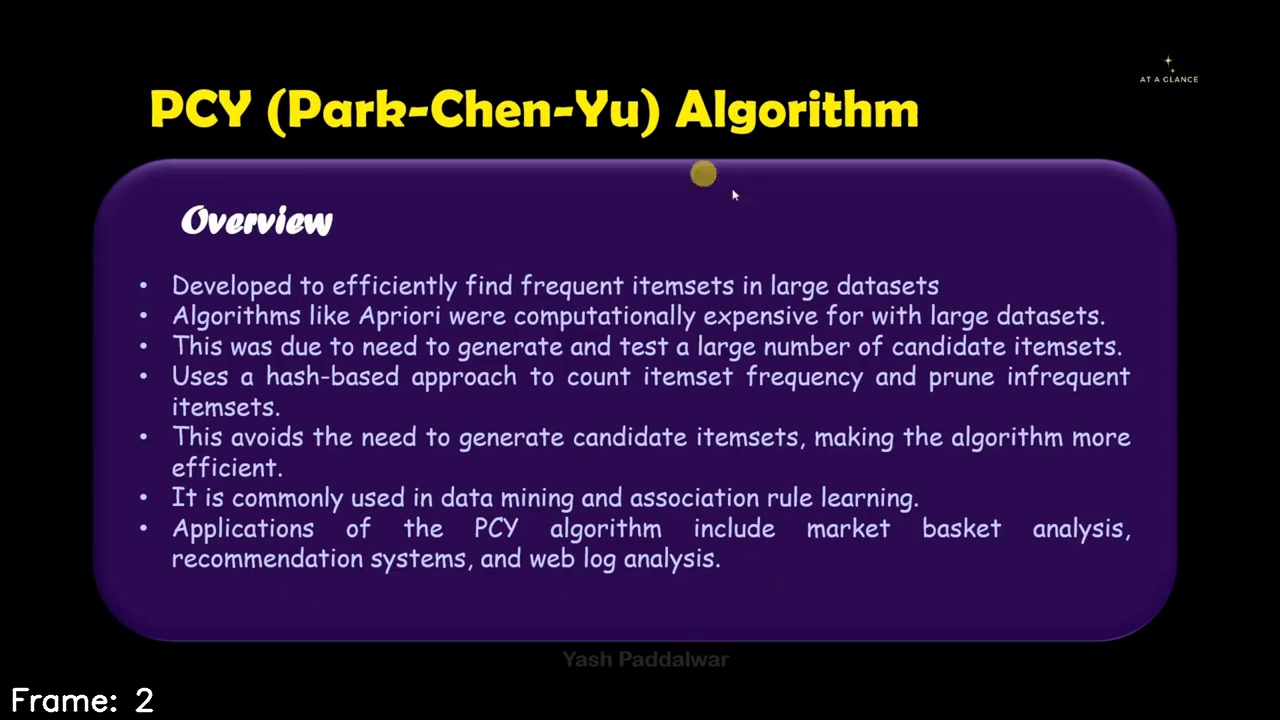 AT A GLANCE
PCY (Park-Chen-Yu) Algorithm
Overview
• Developed to efficiently find frequent itemsets in large datasets
• Algorithms like Apriori were computationally expensive for with large datasets.
• This was due to need to generate and test a large number of candidate itemsets.
• Uses a hash-based approach to count itemset frequency and prune infrequent
itemsets.
• This avoids the need to generate candidate itemsets, making the algorithm more
efficient.
• It is commonly used in data mining and association rule learning.
• Applications of the PCY algorithm include market basket analysis,
recommendation systems, and web log analysis.
Yash Paddalwar
Frame: 2